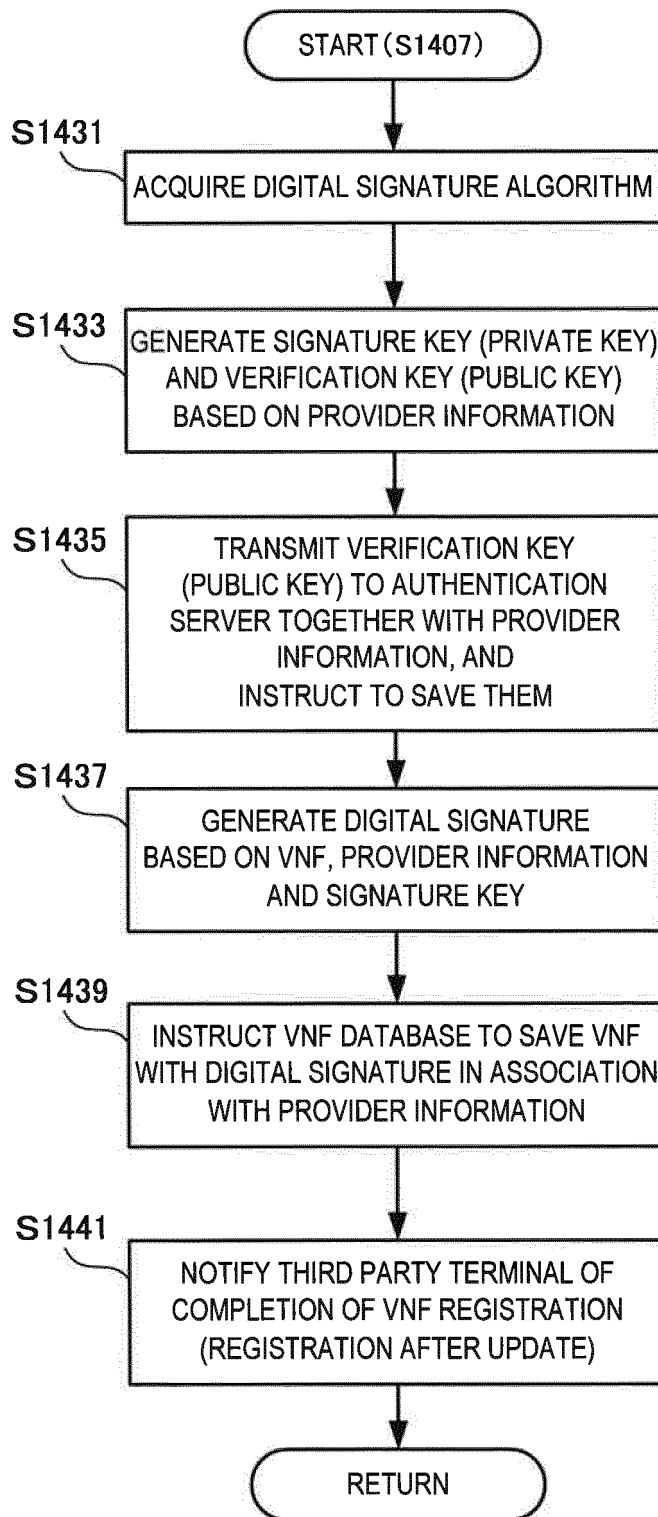 START(S1407)
S1431
ACQUIRE DIGITAL SIGNATURE ALGORITHM
S1433
GENERATE SIGNATURE KEY (PRIVATE KEY)
AND VERIFICATION KEY (PUBLIC KEY)
BASED ON PROVIDER INFORMATION
S1435
TRANSMIT VERIFICATION KEY
(PUBLIC KEY) TO AUTHENTICATION
SERVER TOGETHER WITH PROVIDER
INFORMATION, AND
INSTRUCT TO SAVE THEM
S1437
GENERATE DIGITAL SIGNATURE
BASED ON VNF, PROVIDER INFORMATION
AND SIGNATURE KEY
S1439
INSTRUCT VNF DATABASE TO SAVE VNF
WITH DIGITAL SIGNATURE IN ASSOCIATION
WITH PROVIDER INFORMATION
S1441
NOTIFY THIRD PARTY TERMINAL OF
COMPLETION OF VNF REGISTRATION
(REGISTRATION AFTER UPDATE)
RETURN